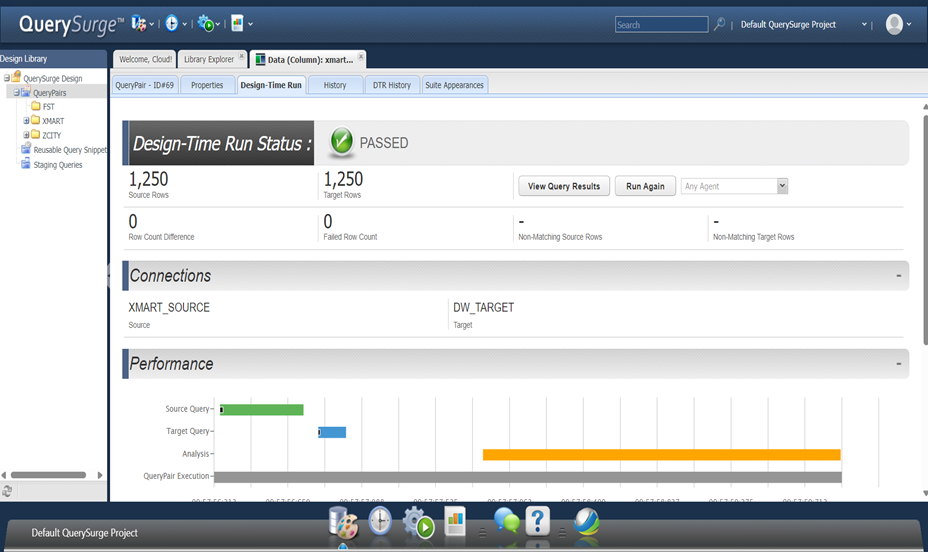 QuerySurge™
Search
Default QuerySurge Project
Design Library
Welcome, Cloud!
Library Explorer
Data (Column): xmart...
QuerySurge Design
QueryPairs
FST
XMART
ZCITY
Reusable Query Snippet
Staging Queries
QueryPair - ID#69
Properties
Design-Time Run
History
DTR History
Suite Appearances
Design-Time Run Status :
PASSED
1,250
Source Rows
1,250
Target Rows
View Query Results
Run Again
Any Agent
0
Row Count Difference
0
Failed Row Count
-
Non-Matching Source Rows
-
Non-Matching Target Rows
Connections
-
XMART_SOURCE
Source
DW_TARGET
Target
Performance
-
Source Query
Target Query
Analysis
QueryPair Execution
Default QuerySurge Project